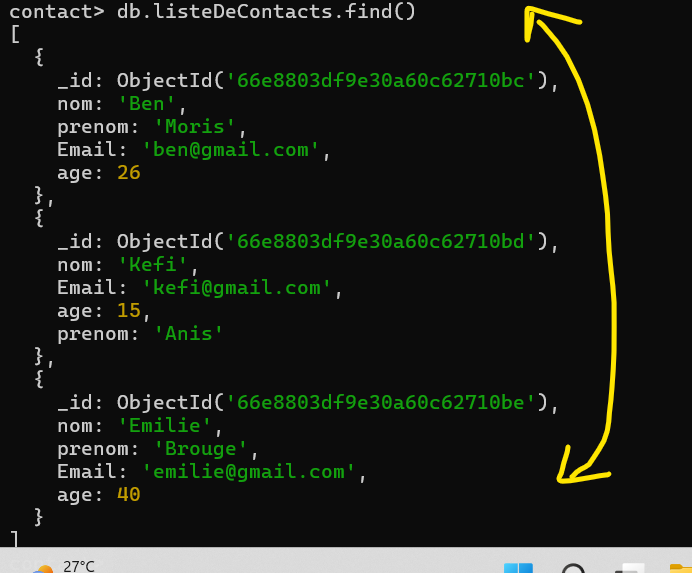 contact> db.listeDeContacts.find()
[
{
_id: ObjectId('66e8803df9e30a60c62710bc'),
nom: 'Ben',
prenom: 'Moris',
Email: 'ben@gmail.com',
age: 26
},
{
_id: ObjectId('66e8803df9e30a60c62710bd'),
nom: 'Kefi',
Email: 'kefi@gmail.com',
age: 15,
prenom: 'Anis'
},
{
_id: ObjectId('66e8803df9e30a60c62710be'),
nom: 'Emilie',
prenom: 'Brouge',
Email: 'emilie@gmail.com',
age: 40
}
]
27°C